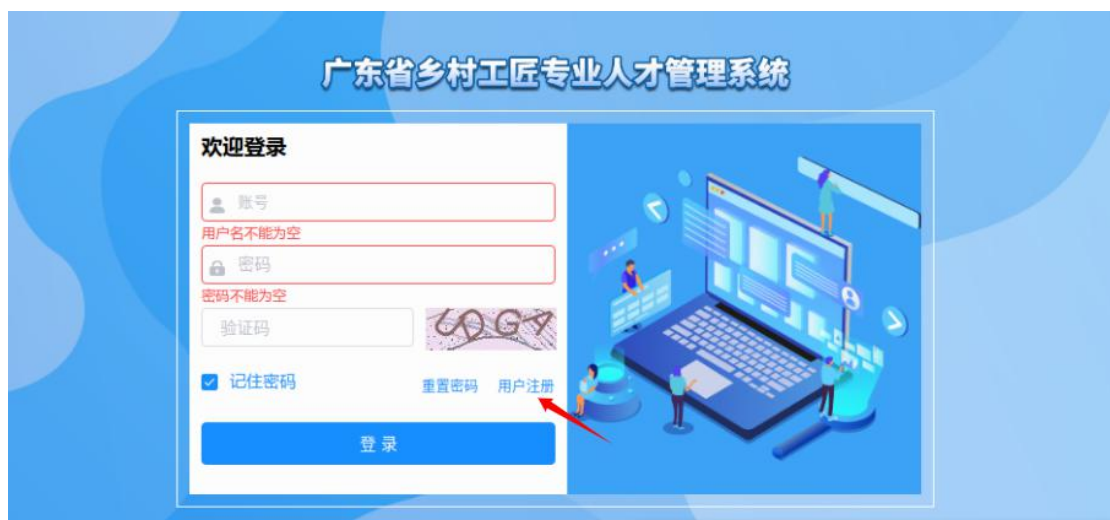 广东省乡村工匠专业人才管理系统
欢迎登录
账号
用户名不能为空
密码
密码不能为空
验证码
记住密码
重置密码 用户注册
登 录